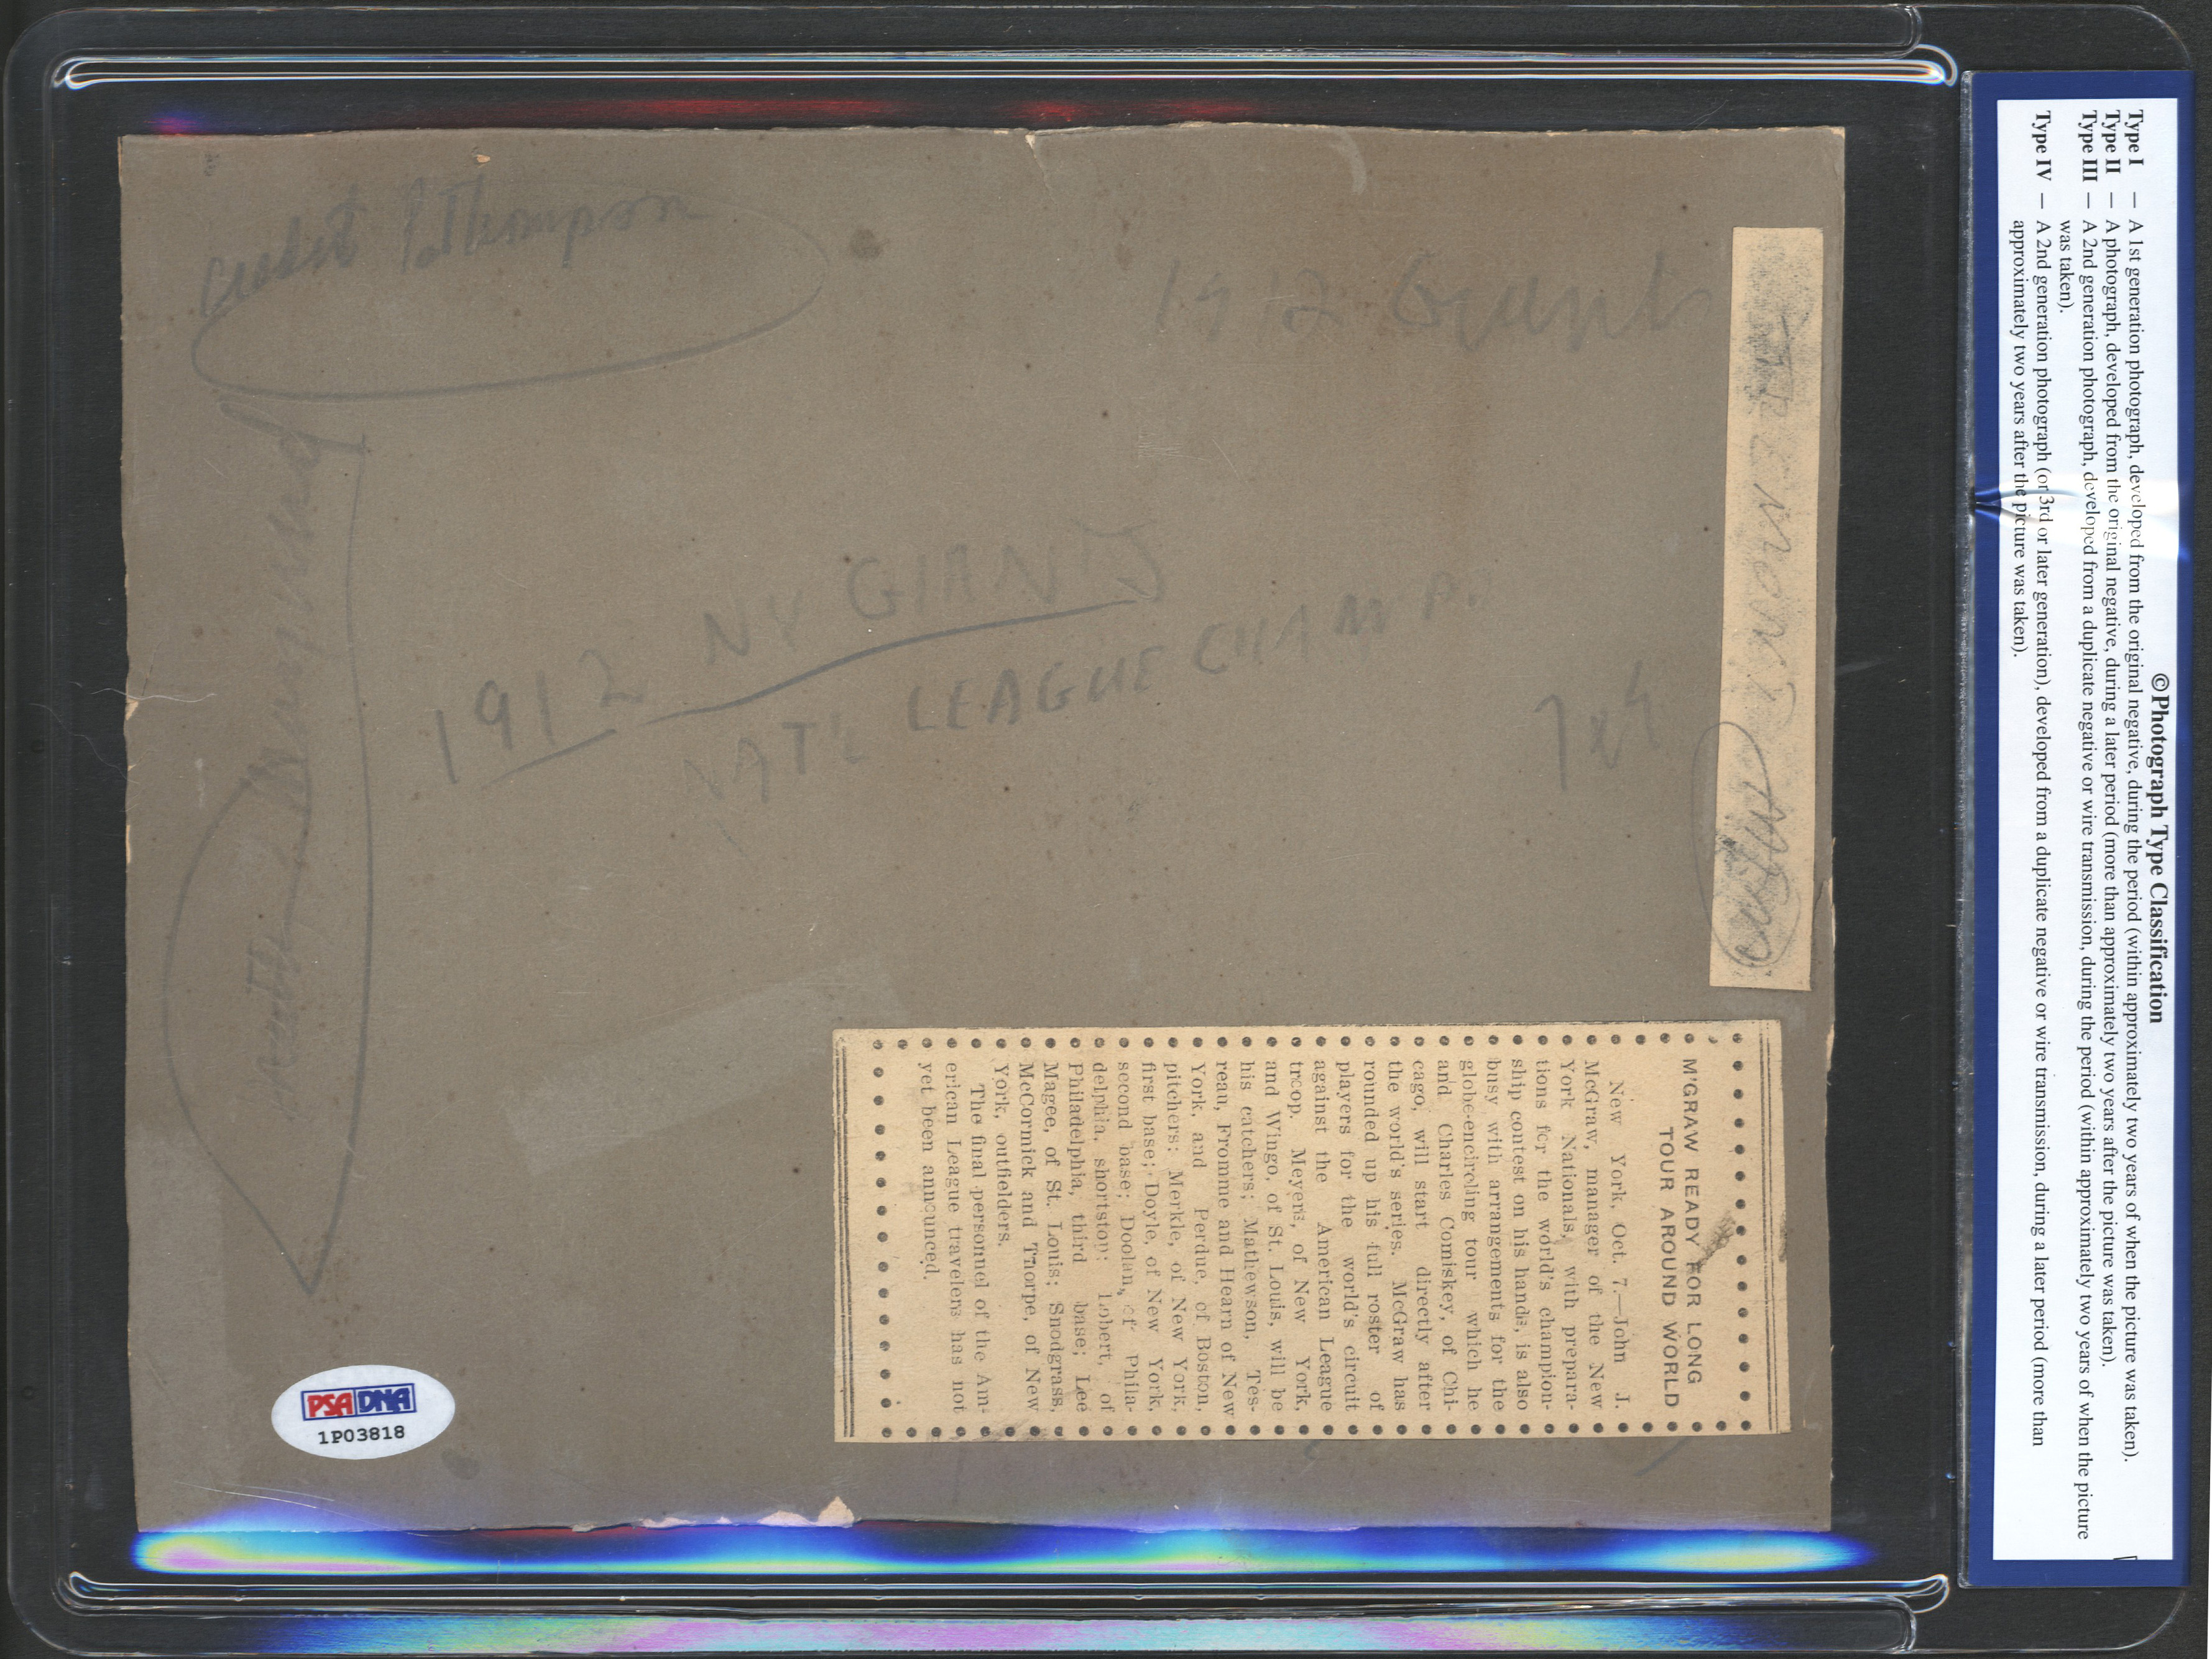 ©Photograph Type Classification
Type I – A 1st generation photograph, developed from the original negative, during the period (within approximately two years of when the picture was taken).
Type II – A photograph, developed from the original negative, during a later period (more than approximately two years after the picture was taken).
Type III – A 2nd generation photograph, developed from a duplicate negative or wire transmission, during the period (within approximately two years of when the picture
was taken).
Type IV – A 2nd generation photograph (or 3rd or later generation), developed from a duplicate negative or wire transmission, during a later period (more than
approximately two years after the picture was taken).
Thompson
1912 Giants
1912 NY GIANTS
NATL LEAGUE CHAMPS
M'GRAW READY FOR LONG
TOUR AROUND WORLD
New York, Oct. 7.—John J.
McGraw, manager of the New
York Nationals, with prepara-
tions for the world's champion-
ship contest on his hands, is also
busy with arrangements for the
globe-encircling tour which he
and Charles Comiskey, of Chi-
cago, will start directly after
the world's series. McGraw has
rounded up his full roster of
players for the world's circuit
against the American League
troop. Meyers, of New York,
and Wingo, of St. Louis, will be
his catchers; Mathewson, Tes-
reau, Fromme and Hearn of New
York, and Perdue, of Boston,
pitchers; Merkle, of New York,
first base; Doyle, of New York,
second base; Doolan, of Phila-
delphia, shortstop; Lobert, of
Philadelphia, third base; Lee
Magee, of St. Louis; Snodgrass,
McCormick and Thorpe, of New
York, outfielders.
The final personnel of the Am-
erican League travelers has not
yet been announced.
PSA DNA
1P03818